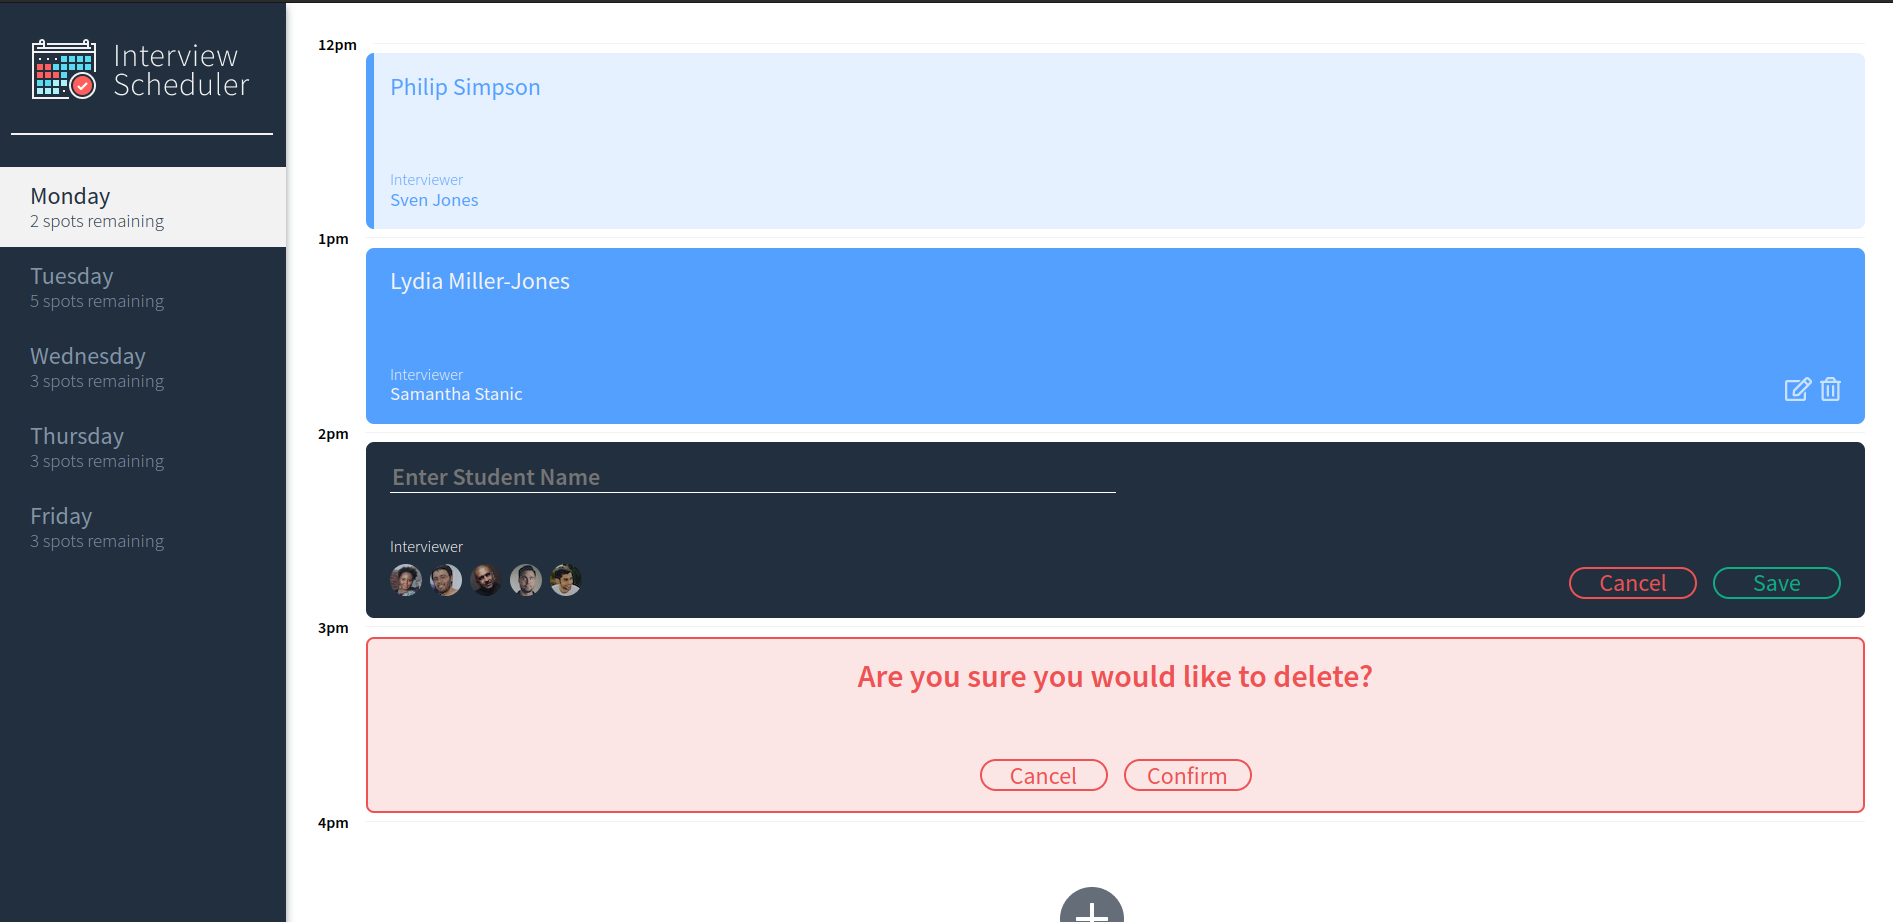 Interview
Scheduler
Monday
2 spots remaining
Tuesday
5 spots remaining
Wednesday
3 spots remaining
Thursday
3 spots remaining
Friday
3 spots remaining
12pm
Philip Simpson
Interviewer
Sven Jones
1pm
Lydia Miller-Jones
Interviewer
Samantha Stanic
2pm
Enter Student Name
Interviewer
Cancel Save
3pm
Are you sure you would like to delete?
Cancel Confirm
4pm